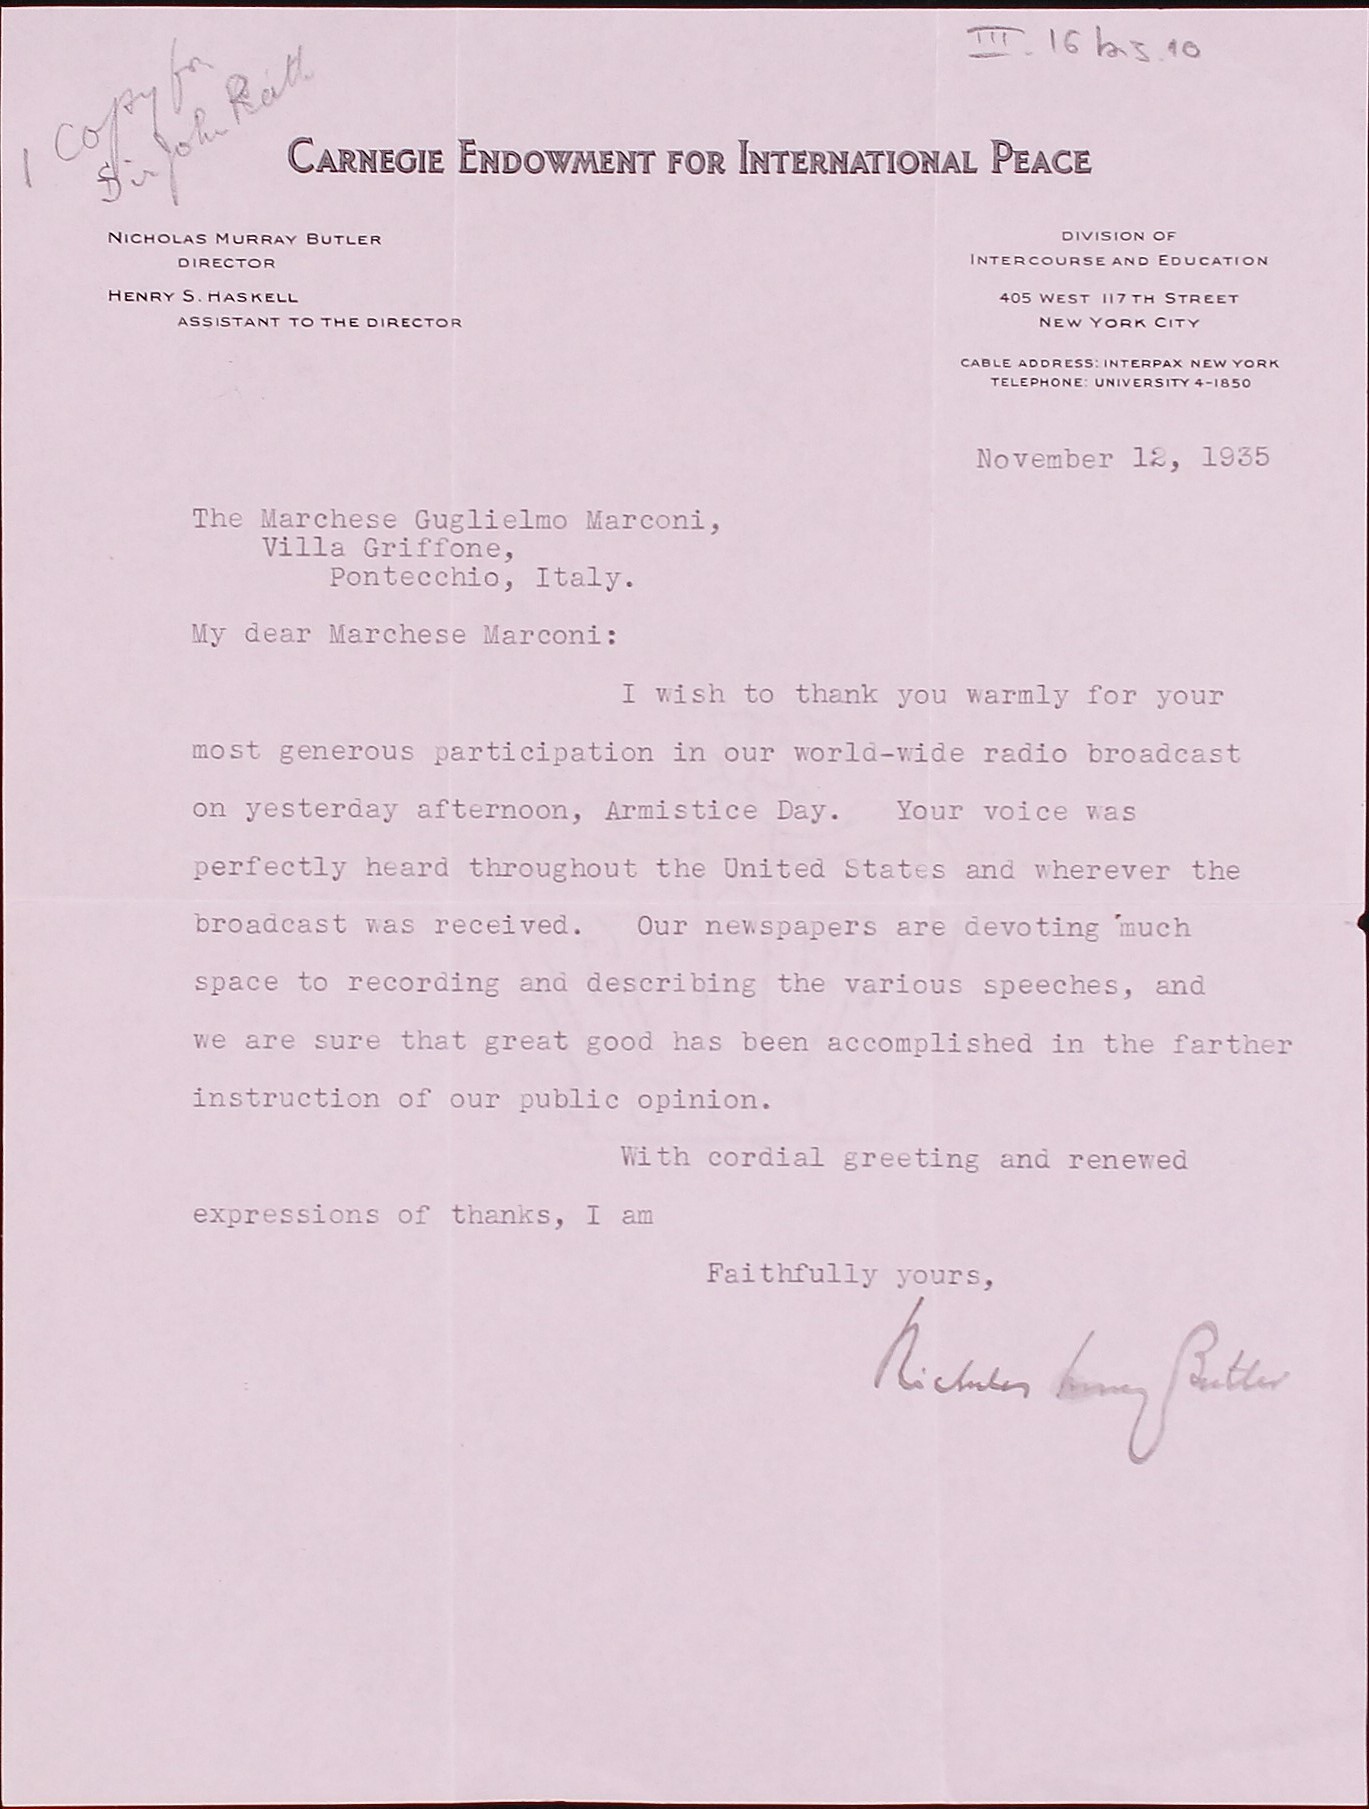 III. 16 bis.10
1 Copy for
Sir John Reith
CARNEGIE ENDOWMENT FOR INTERNATIONAL PEACE
NICHOLAS MURRAY BUTLER
DIRECTOR
HENRY S. HASKELL
ASSISTANT TO THE DIRECTOR
DIVISION OF
INTERCOURSE AND EDUCATION
405 WEST 117TH STREET
NEW YORK CITY
CABLE ADDRESS: INTERPAX NEW YORK
TELEPHONE: UNIVERSITY 4-1850
November 12, 1935
The Marchese Guglielmo Marconi,
Villa Griffone,
Pontecchio, Italy.
My dear Marchese Marconi:
I wish to thank you warmly for your
most generous participation in our world-wide radio broadcast
on yesterday afternoon, Armistice Day. Your voice was
perfectly heard throughout the United States and wherever the
broadcast was received. Our newspapers are devoting much
space to recording and describing the various speeches, and
we are sure that great good has been accomplished in the farther
instruction of our public opinion.
With cordial greeting and renewed
expressions of thanks, I am
Faithfully yours,
Nicholas Murray Butler